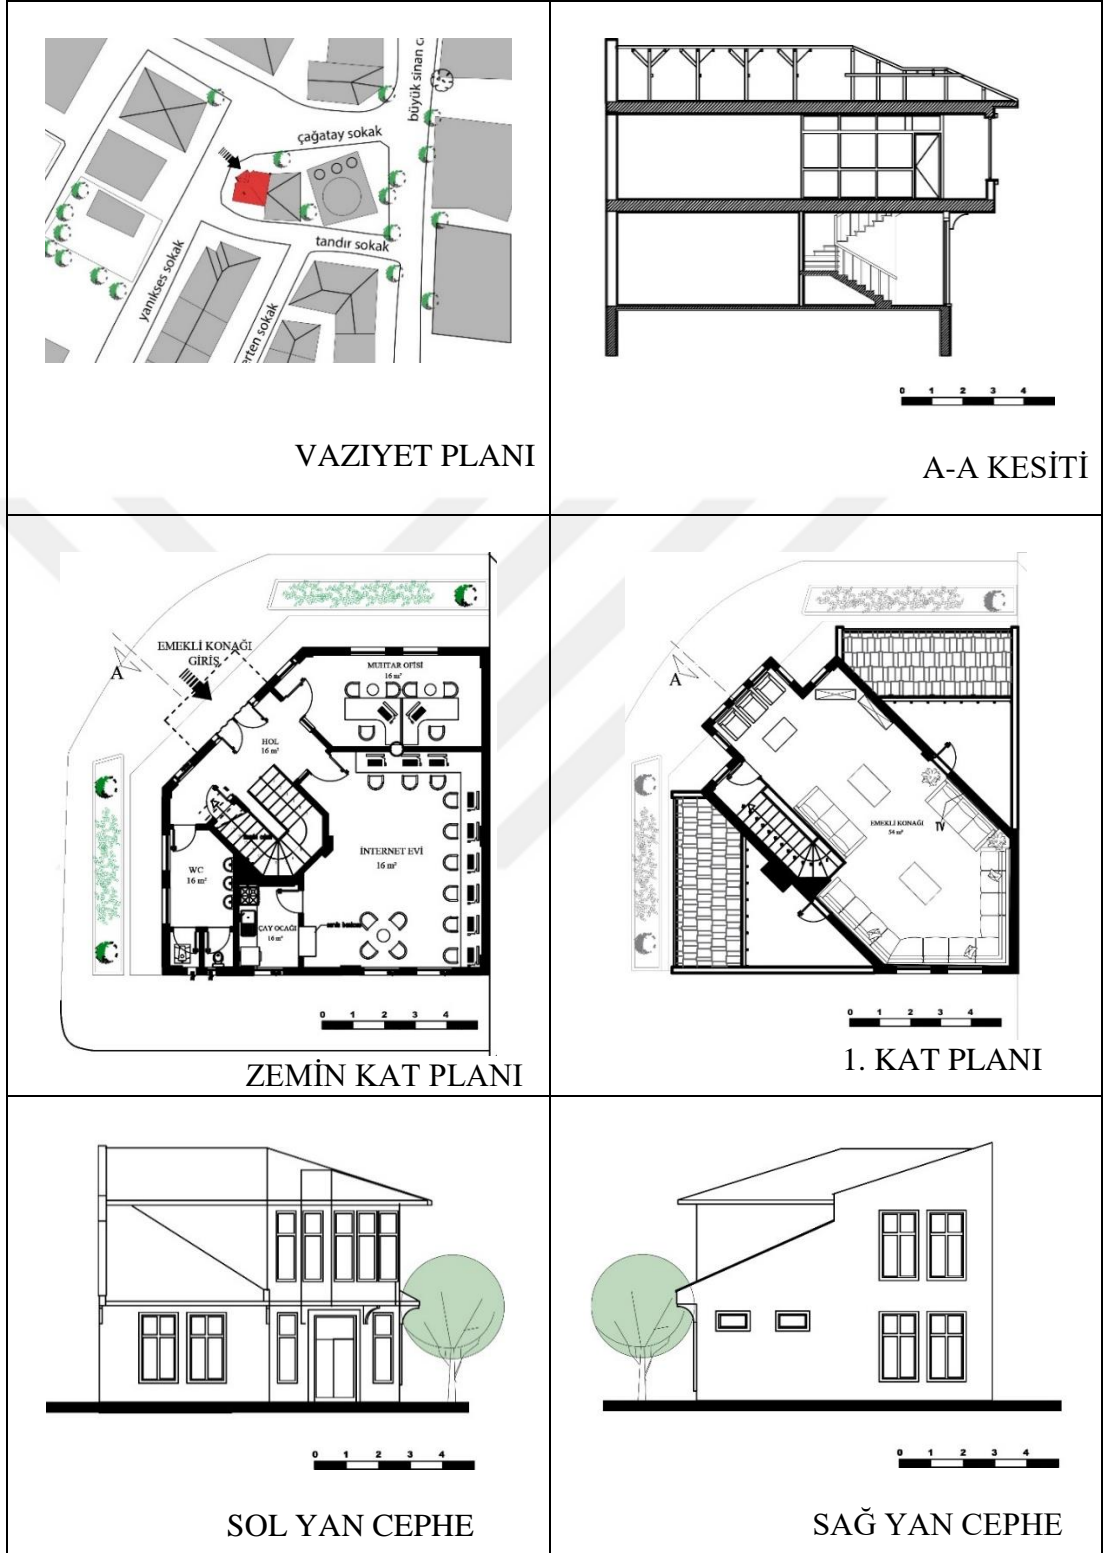 büyük sinan c
çağatay sokak
tandır sokak
yanıkses sokak
erten sokak
VAZIYET PLANI
0 1 2 3 4
A-A KESİTİ
EMEKLİ KONAĞI
GİRİŞ
A
MUHTAR OFİSİ
16 m²
HOL
16 m²
İNTERNET EVİ
16 m²
WC
16 m²
ÇAY OCAĞI
16 m²
0 1 2 3 4
ZEMİN KAT PLANI
A
EMEKLİ KONAĞI
54 m²
TV
0 1 2 3 4
1. KAT PLANI
0 1 2 3 4
SOL YAN CEPHE
0 1 2 3 4
SAĞ YAN CEPHE